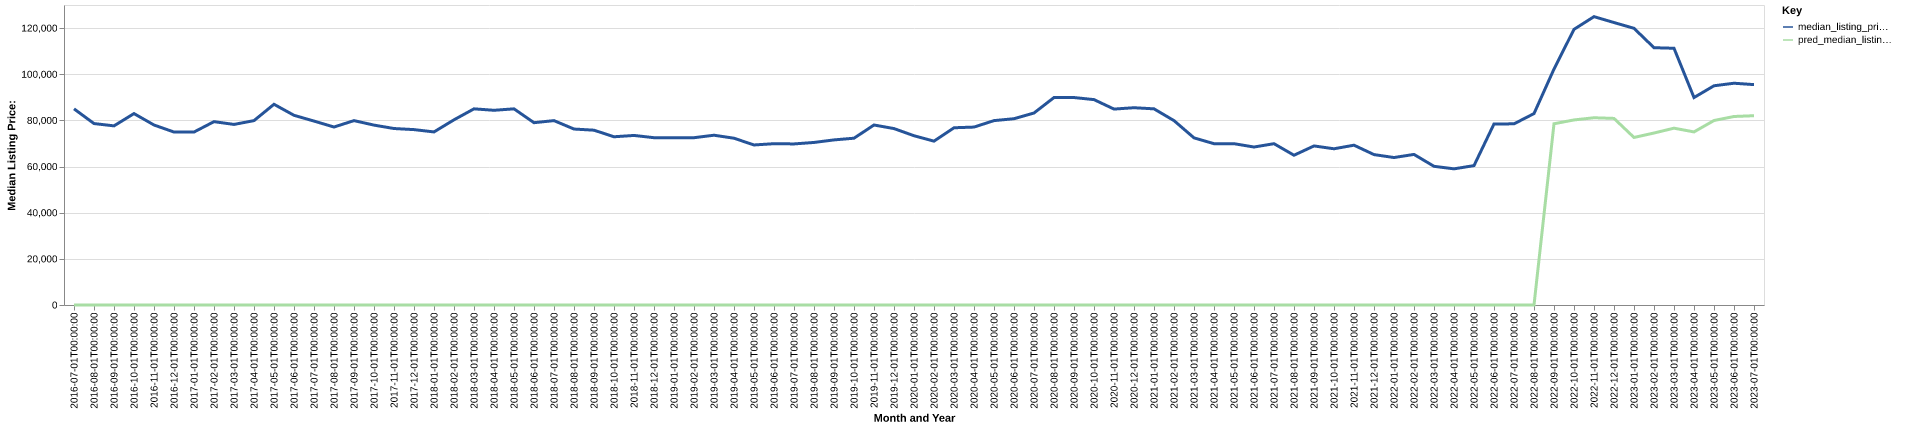 Key
median_listing_pri…
pred_median_listin…
Median Listing Price:
120,000
100,000
80,000
60,000
40,000
20,000
0
2016-07-01T00:00:00
2016-08-01T00:00:00
2016-09-01T00:00:00
2016-10-01T00:00:00
2016-11-01T00:00:00
2016-12-01T00:00:00
2017-01-01T00:00:00
2017-02-01T00:00:00
2017-03-01T00:00:00
2017-04-01T00:00:00
2017-05-01T00:00:00
2017-06-01T00:00:00
2017-07-01T00:00:00
2017-08-01T00:00:00
2017-09-01T00:00:00
2017-10-01T00:00:00
2017-11-01T00:00:00
2017-12-01T00:00:00
2018-01-01T00:00:00
2018-02-01T00:00:00
2018-03-01T00:00:00
2018-04-01T00:00:00
2018-05-01T00:00:00
2018-06-01T00:00:00
2018-07-01T00:00:00
2018-08-01T00:00:00
2018-09-01T00:00:00
2018-10-01T00:00:00
2018-11-01T00:00:00
2018-12-01T00:00:00
2019-01-01T00:00:00
2019-02-01T00:00:00
2019-03-01T00:00:00
2019-04-01T00:00:00
2019-05-01T00:00:00
2019-06-01T00:00:00
2019-07-01T00:00:00
2019-08-01T00:00:00
2019-09-01T00:00:00
2019-10-01T00:00:00
2019-11-01T00:00:00
2019-12-01T00:00:00
2020-01-01T00:00:00
2020-02-01T00:00:00
2020-03-01T00:00:00
2020-04-01T00:00:00
2020-05-01T00:00:00
2020-06-01T00:00:00
2020-07-01T00:00:00
2020-08-01T00:00:00
2020-09-01T00:00:00
2020-10-01T00:00:00
2020-11-01T00:00:00
2020-12-01T00:00:00
2021-01-01T00:00:00
2021-02-01T00:00:00
2021-03-01T00:00:00
2021-04-01T00:00:00
2021-05-01T00:00:00
2021-06-01T00:00:00
2021-07-01T00:00:00
2021-08-01T00:00:00
2021-09-01T00:00:00
2021-10-01T00:00:00
2021-11-01T00:00:00
2021-12-01T00:00:00
2022-01-01T00:00:00
2022-02-01T00:00:00
2022-03-01T00:00:00
2022-04-01T00:00:00
2022-05-01T00:00:00
2022-06-01T00:00:00
2022-07-01T00:00:00
2022-08-01T00:00:00
2022-09-01T00:00:00
2022-10-01T00:00:00
2022-11-01T00:00:00
2022-12-01T00:00:00
2023-01-01T00:00:00
2023-02-01T00:00:00
2023-03-01T00:00:00
2023-04-01T00:00:00
2023-05-01T00:00:00
2023-06-01T00:00:00
2023-07-01T00:00:00
Month and Year